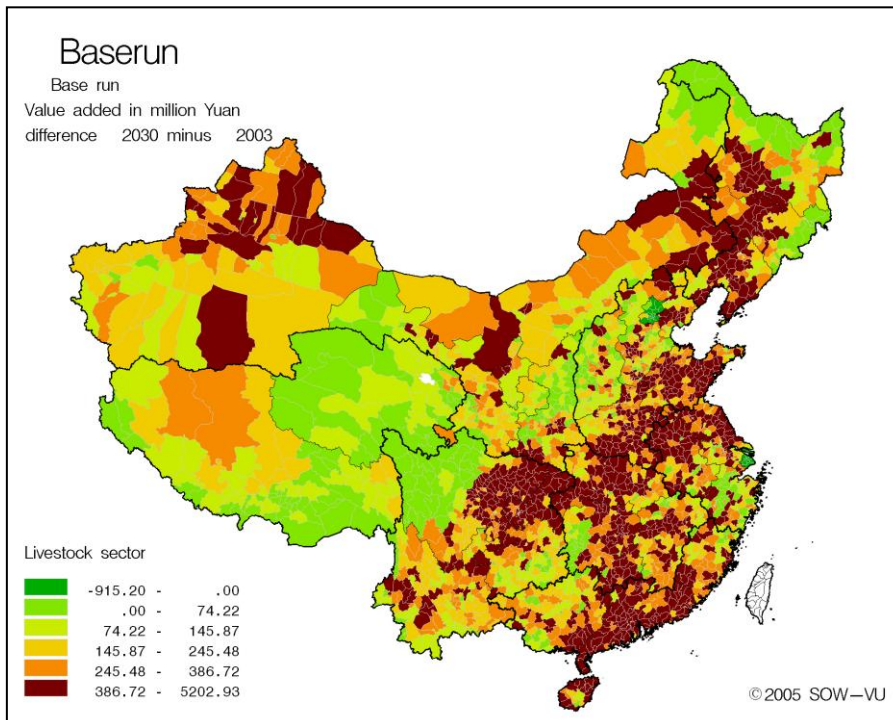 Baserun
Base run
Value added in million Yuan
difference 2030 minus 2003
Livestock sector
-915.20 - .00
.00 - 74.22
74.22 - 145.87
145.87 - 245.48
245.48 - 386.72
386.72 - 5202.93
©2005 SOW-VU